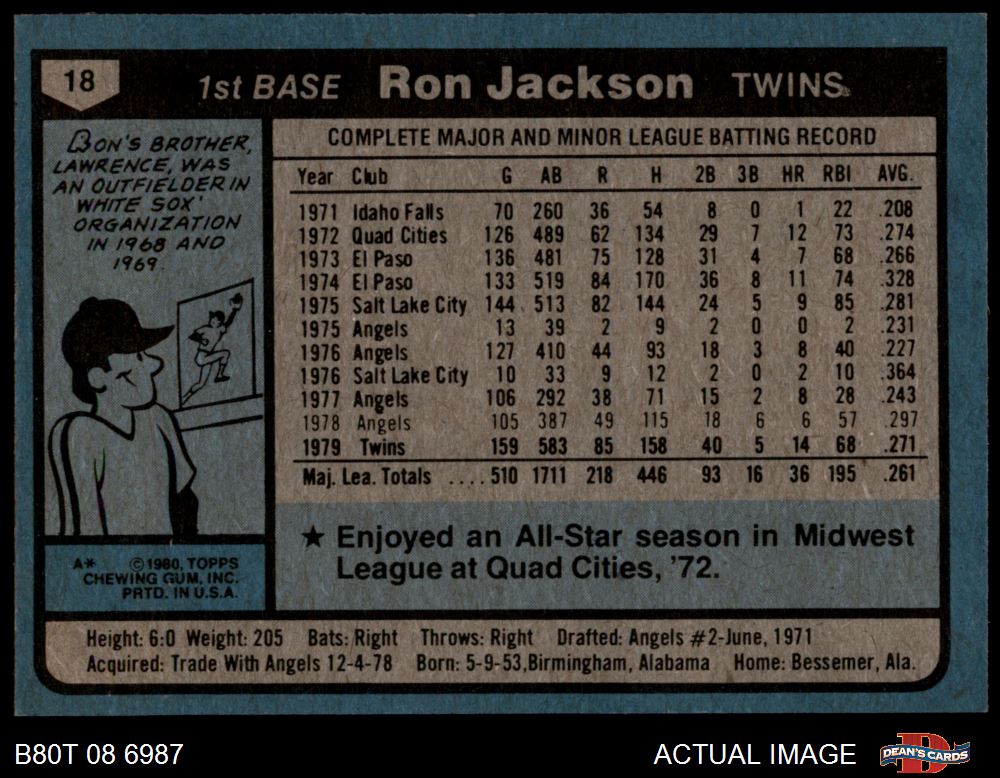 18
1st BASE Ron Jackson TWINS
RON'S BROTHER,
LAWRENCE, WAS
AN OUTFIELDER IN
WHITE SOX'
ORGANIZATION
IN 1968 AND
1969.
COMPLETE MAJOR AND MINOR LEAGUE BATTING RECORD
Year Club G AB R H 2B 3B HR RBI AVG.
1971 Idaho Falls 70 260 36 54 8 0 1 22 .208
1972 Quad Cities 126 489 62 134 29 7 12 73 .274
1973 El Paso 136 481 75 128 31 4 7 68 .266
1974 El Paso 133 519 84 170 36 8 11 74 .328
1975 Salt Lake City 144 513 82 144 24 5 9 85 .281
1975 Angels 13 39 2 9 2 0 0 2 .231
1976 Angels 127 410 44 93 18 3 8 40 .227
1976 Salt Lake City 10 33 9 12 2 0 2 10 .364
1977 Angels 106 292 38 71 15 2 8 28 .243
1978 Angels 105 387 49 115 18 6 6 57 .297
1979 Twins 159 583 85 158 40 5 14 68 .271
Maj. Lea. Totals ....510 1711 218 446 93 16 36 195 .261
★ Enjoyed an All-Star season in Midwest
League at Quad Cities, '72.
A* ©1980, TOPPS
CHEWING GUM, INC.
PRTD. IN U.S.A.
Height: 6:0 Weight: 205 Bats: Right Throws: Right Drafted: Angels #2-June, 1971
Acquired: Trade With Angels 12-4-78 Born: 5-9-53, Birmingham, Alabama Home: Bessemer, Ala.
B80T 08 6987
ACTUAL IMAGE
DEAN'S CARDS